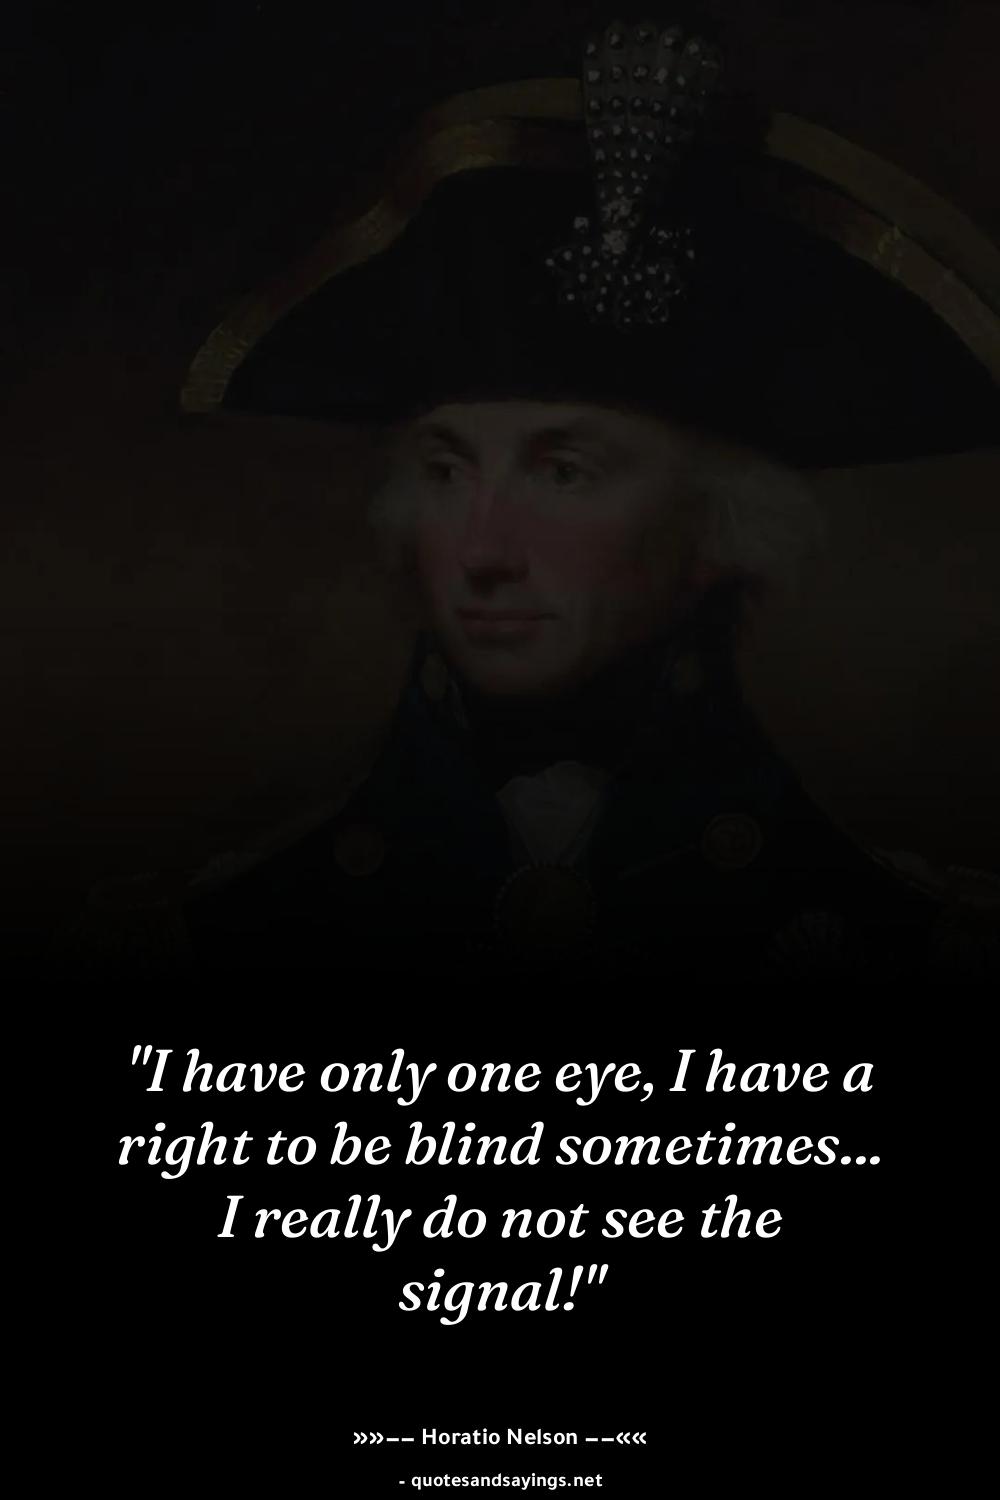 "I have only one eye, I have a
right to be blind sometimes...
I really do not see the
signal!"
»»−− Horatio Nelson −−««
- quotesandsayings.net